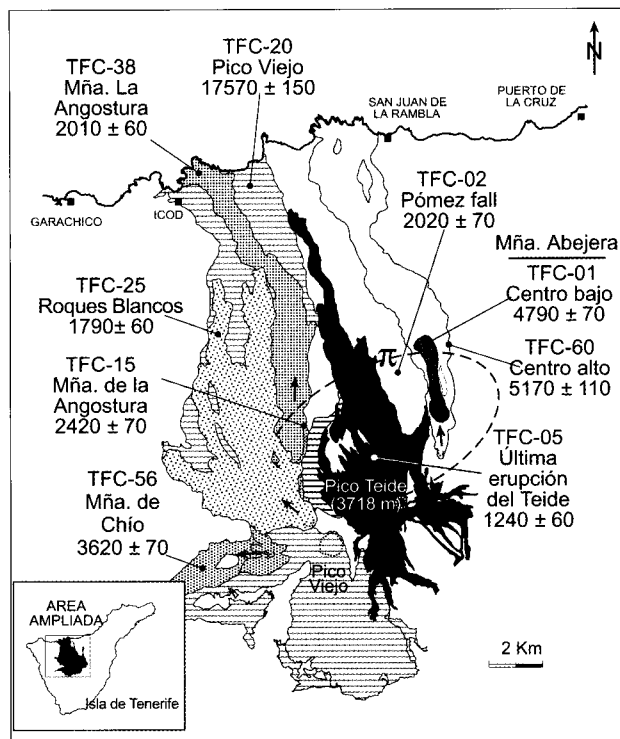 TFC-20
Pico Viejo
17570 ± 150
TFC-38
Mña. La
Angostura
2010 ± 60
N
SAN JUAN DE
LA RAMBLA
PUERTO DE
LA CRUZ
GARACHICO
ICOD
TFC-02
Pómez fall
2020 ± 70
Mña. Abejera
TFC-01
Centro bajo
4790 ± 70
TFC-60
Centro alto
5170 ± 110
TFC-25
Roques Blancos
1790± 60
π
TFC-15
Mña. de la
Angostura
2420 ± 70
TFC-05
Última
erupción
del Teide
1240 ± 60
Pico Teide
(3718 m)
TFC-56
Mña. de
Chío
3620 ± 70
Pico
Viejo
AREA
AMPLIADA
Isla de Tenerife
2 Km